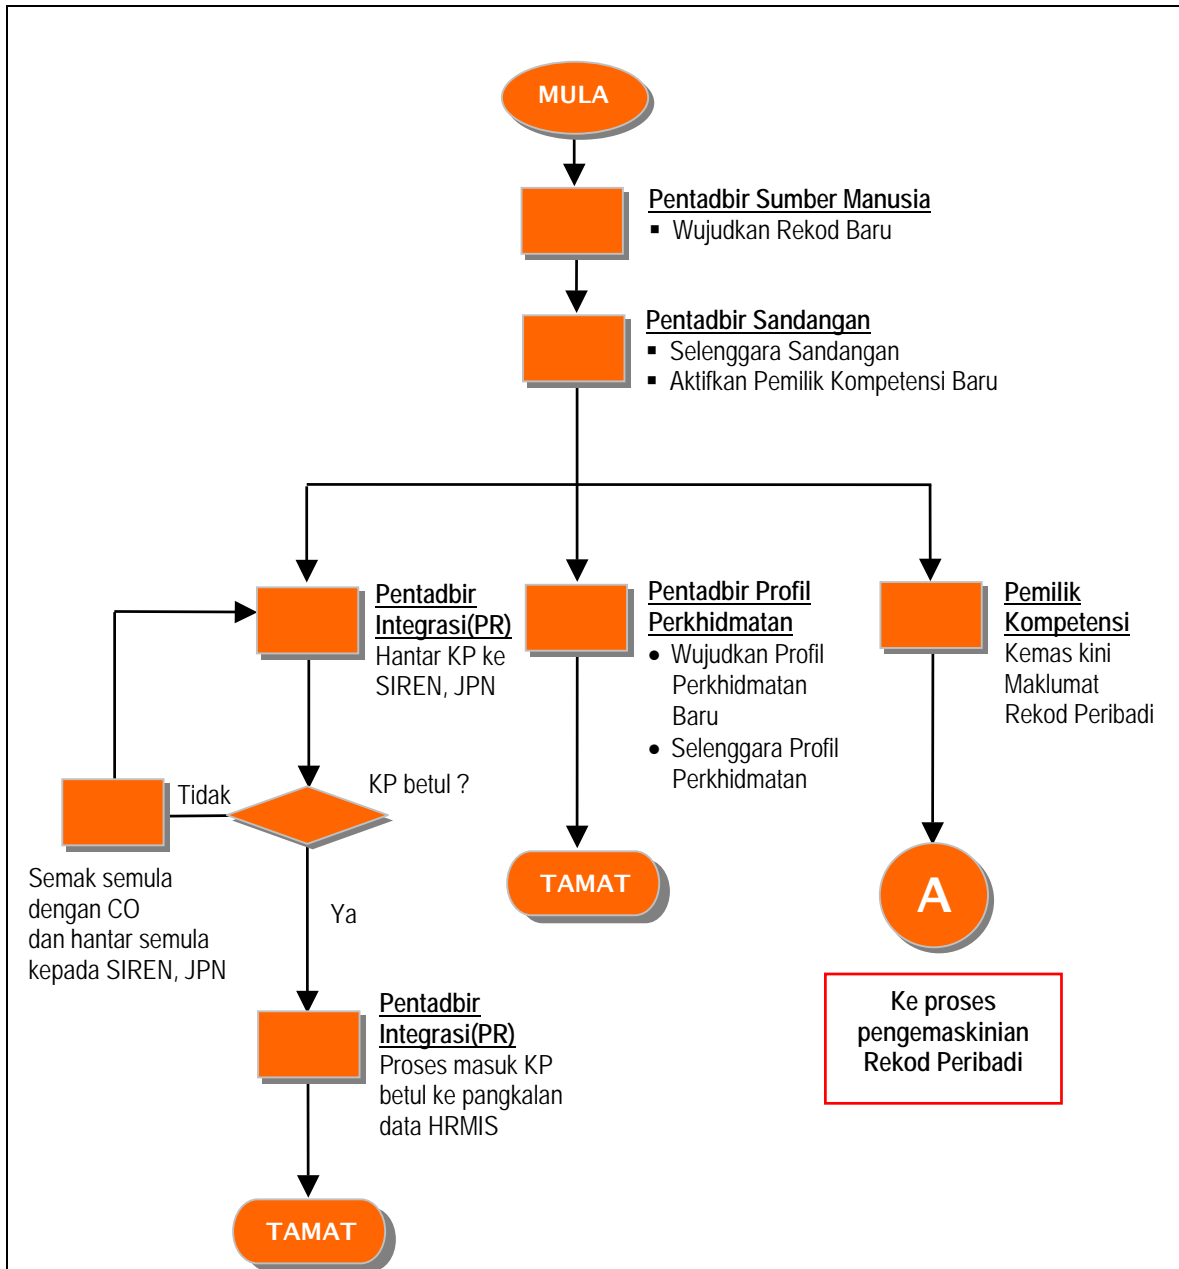 MULA
Pentadbir Sumber Manusia
▪ Wujudkan Rekod Baru
Pentadbir Sandangan
▪ Selenggara Sandangan
▪ Aktifkan Pemilik Kompetensi Baru
Pentadbir
Integrasi(PR)
Hantar KP ke
SIREN, JPN
Pentadbir Profil
Perkhidmatan
• Wujudkan Profil
Perkhidmatan
Baru
• Selenggara Profil
Perkhidmatan
Pemilik
Kompetensi
Kemas kini
Maklumat
Rekod Peribadi
KP betul ?
Tidak
Semak semula
dengan CO
dan hantar semula
kepada SIREN, JPN
Ya
TAMAT
A
Ke proses
pengemaskinian
Rekod Peribadi
Pentadbir
Integrasi(PR)
Proses masuk KP
betul ke pangkalan
data HRMIS
TAMAT